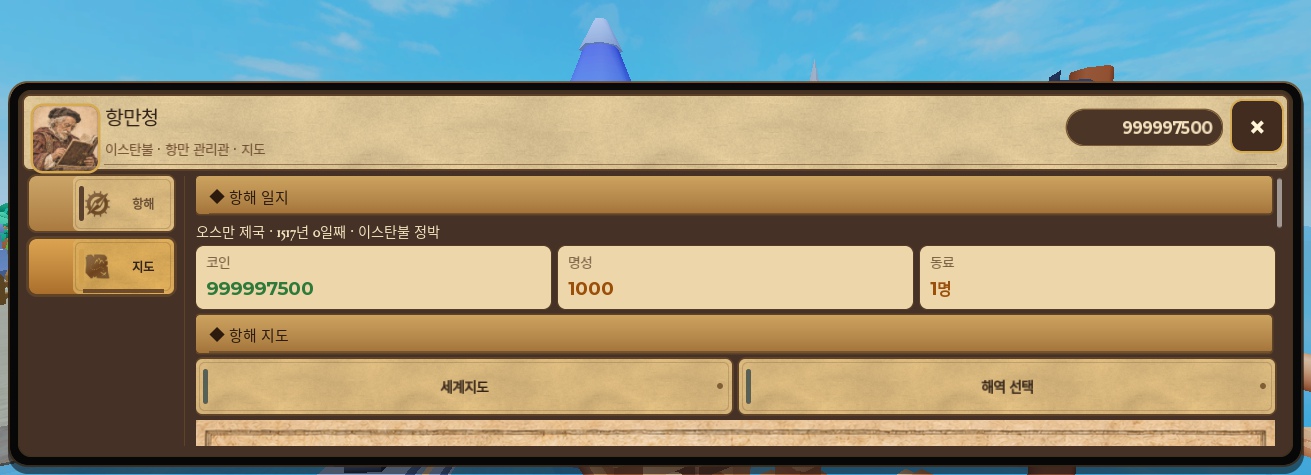 항만청
이스탄불 · 항만 관리관 · 지도
999997500
×
항해
지도
◆ 항해 일지
오스만 제국 · 1517년 0일째 · 이스탄불 정박
코인
999997500
명성
1000
동료
1명
◆ 항해 지도
세계지도
해역 선택